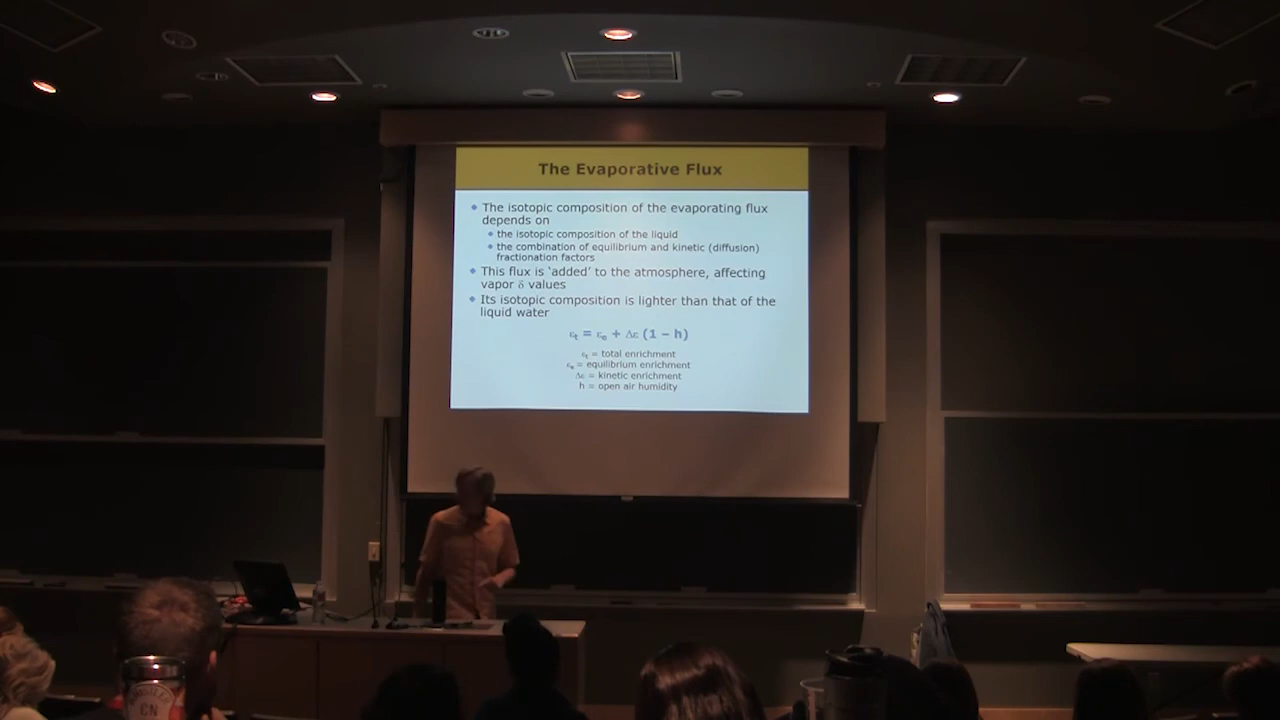 The Evaporative Flux
• The isotopic composition of the evaporating flux
depends on
• the isotopic composition of the liquid
• the combination of equilibrium and kinetic (diffusion)
fractionation factors
• This flux is ‘added’ to the atmosphere, affecting
vapor δ values
• Its isotopic composition is lighter than that of the
liquid water
εt = εe + Δε (1 – h)
εt = total enrichment
εe = equilibrium enrichment
Δε = kinetic enrichment
h = open air humidity
CN